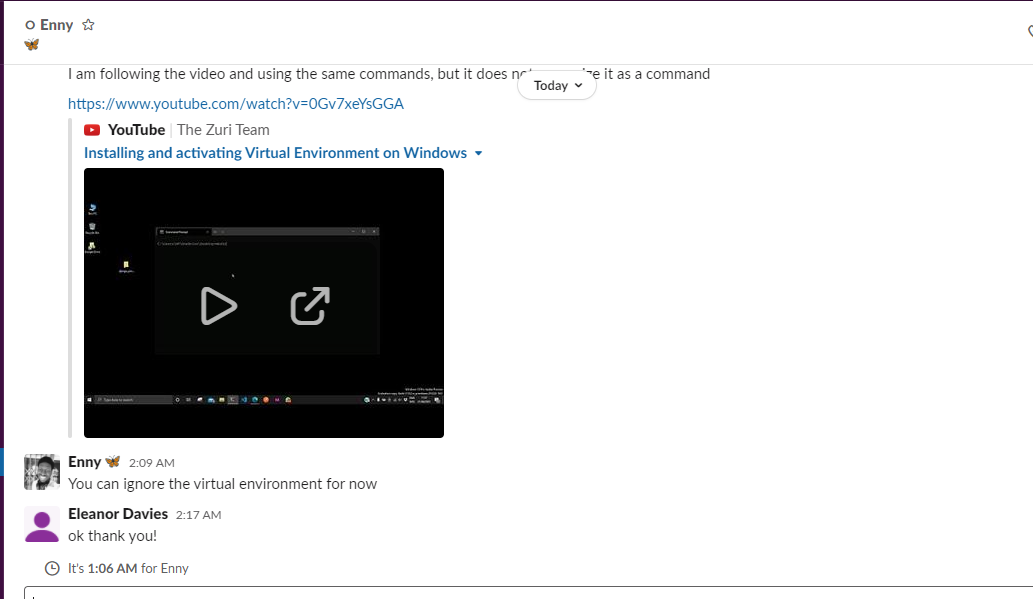 Enny
I am following the video and using the same commands, but it does it as a command
Today
https://www.youtube.com/watch?v=0Gv7xeYsGGA
YouTube The Zuri Team
Installing and activating Virtual Environment on Windows
Enny 2:09 AM
You can ignore the virtual environment for now
Eleanor Davies 2:17 AM
ok thank you!
It's 1:06 AM for Enny